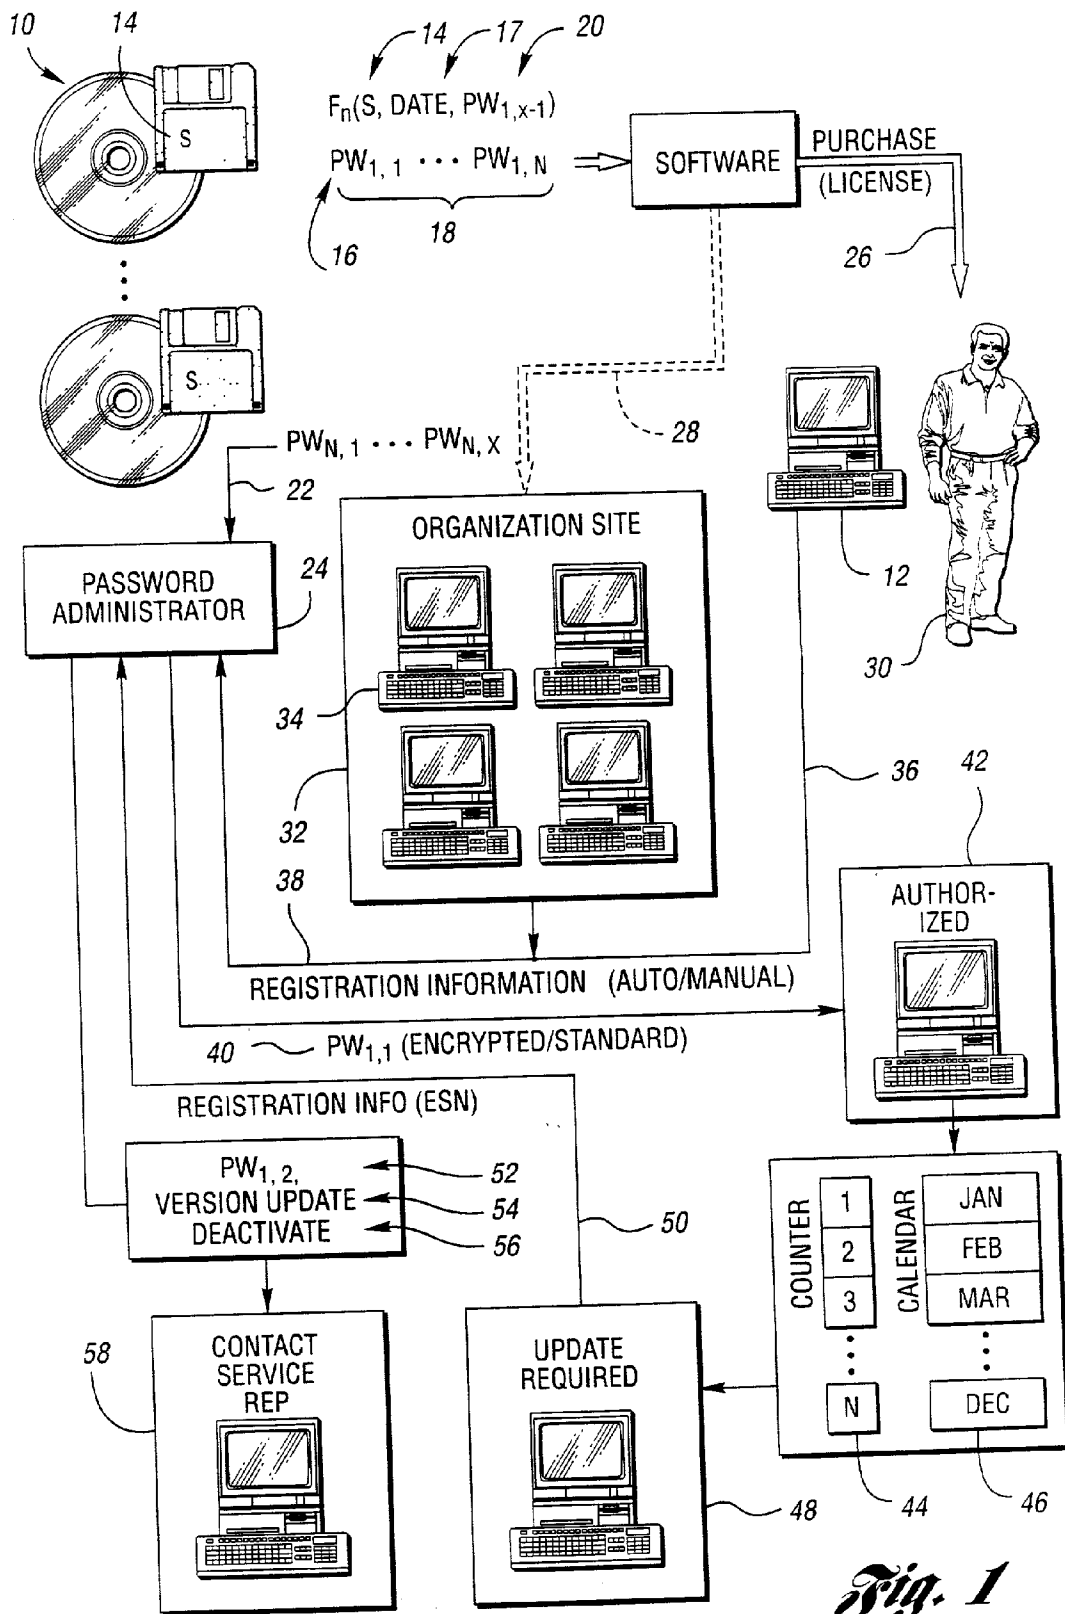 10
14
14
17
20
S
Fn(S, DATE, PW1,x-1)
PW1,1 ••• PW1,N
18
16
SOFTWARE
PURCHASE
(LICENSE)
26
S
28
PWN,1 ••• PWN,X
22
PASSWORD
ADMINISTRATOR
24
ORGANIZATION SITE
12
30
34
32
36
42
38
REGISTRATION INFORMATION (AUTO/MANUAL)
AUTHOR-
IZED
40
PW1,1 (ENCRYPTED/STANDARD)
REGISTRATION INFO (ESN)
PW1,2,
VERSION UPDATE
DEACTIVATE
52
54
56
50
COUNTER
1
2
3
N
CALENDAR
JAN
FEB
MAR
DEC
44
46
58
CONTACT
SERVICE
REP
UPDATE
REQUIRED
48
Fig. 1